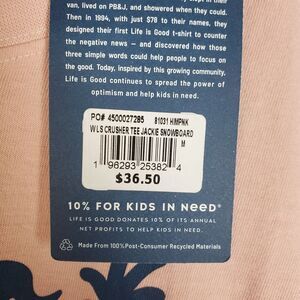 van, lived on PB&J, and showered when they could.
Then in 1994, with just $78 to their names, they
designed their first Life is Good t-shirt to counter
the negative news – and discovered how those
three simple words could help people to focus on
the good. Today, inspired by this growing community,
Life is Good continues to spread the power of
optimism and help kids in need.
PO# 4500027285 81031 HIMPNK
W LS CRUSHER TEE JACKIE SNOWBOARD
M
1 96293 25382 4
$36.50
10% FOR KIDS IN NeeD®
LIFE IS GOOD DONATES 10% OF ITS ANNUAL
NET PROFITS TO HELP KIDS IN NEED.
Made From 100% Post-Consumer Recycled Materials